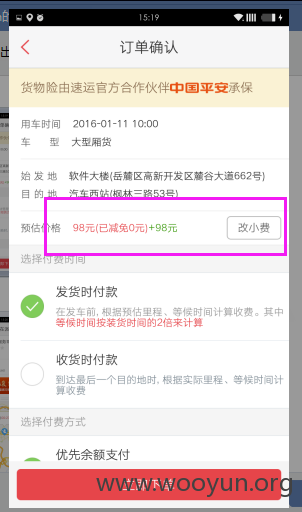 15:19
订单确认
货物险由速运官方合作伙伴中国平安承保
用车时间 2016-01-11 10:00
车 型 大型厢货
始 发 地 软件大楼(岳麓区高新开发区麓谷大道662号)
目 的 地 汽车西站(枫林三路53号)
预估价格 98元(已减免0元)+98元 改小费
选择付费时间
发货时付款
在发车前,根据预估里程、等候时间计算收费。其中
等候时间按装货时间的2倍来计算
收货时付款
到达最后一个目的地时,根据实际里程、等候时间计
算收费
选择付费方式
优先余额支付
www.wooyun.org